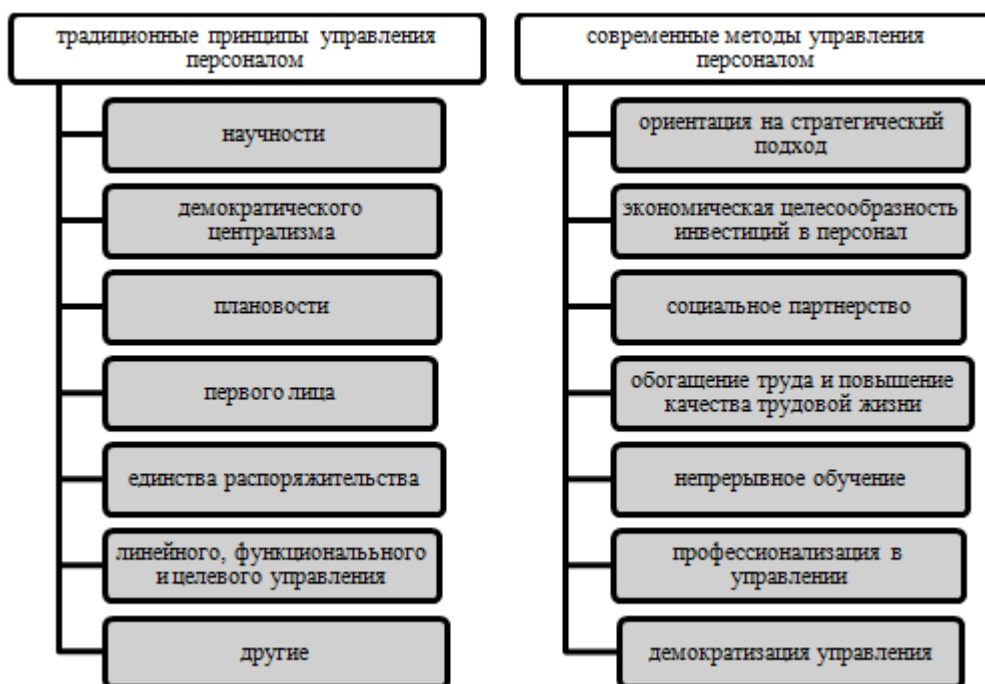 традиционные принципы управления
персоналом
научности
демократического
централизма
плановости
первого лица
единства распоряжительства
линейного, функциональьного
и целевого управления
другие
современные методы управления
персоналом
ориентация на стратегический
подход
экономическая целесообразность
инвестиций в персонал
социальное партнерство
обогащение труда и повышение
качества трудовой жизни
непрерывное обучение
профессионализация в
управлении
демократизация управления